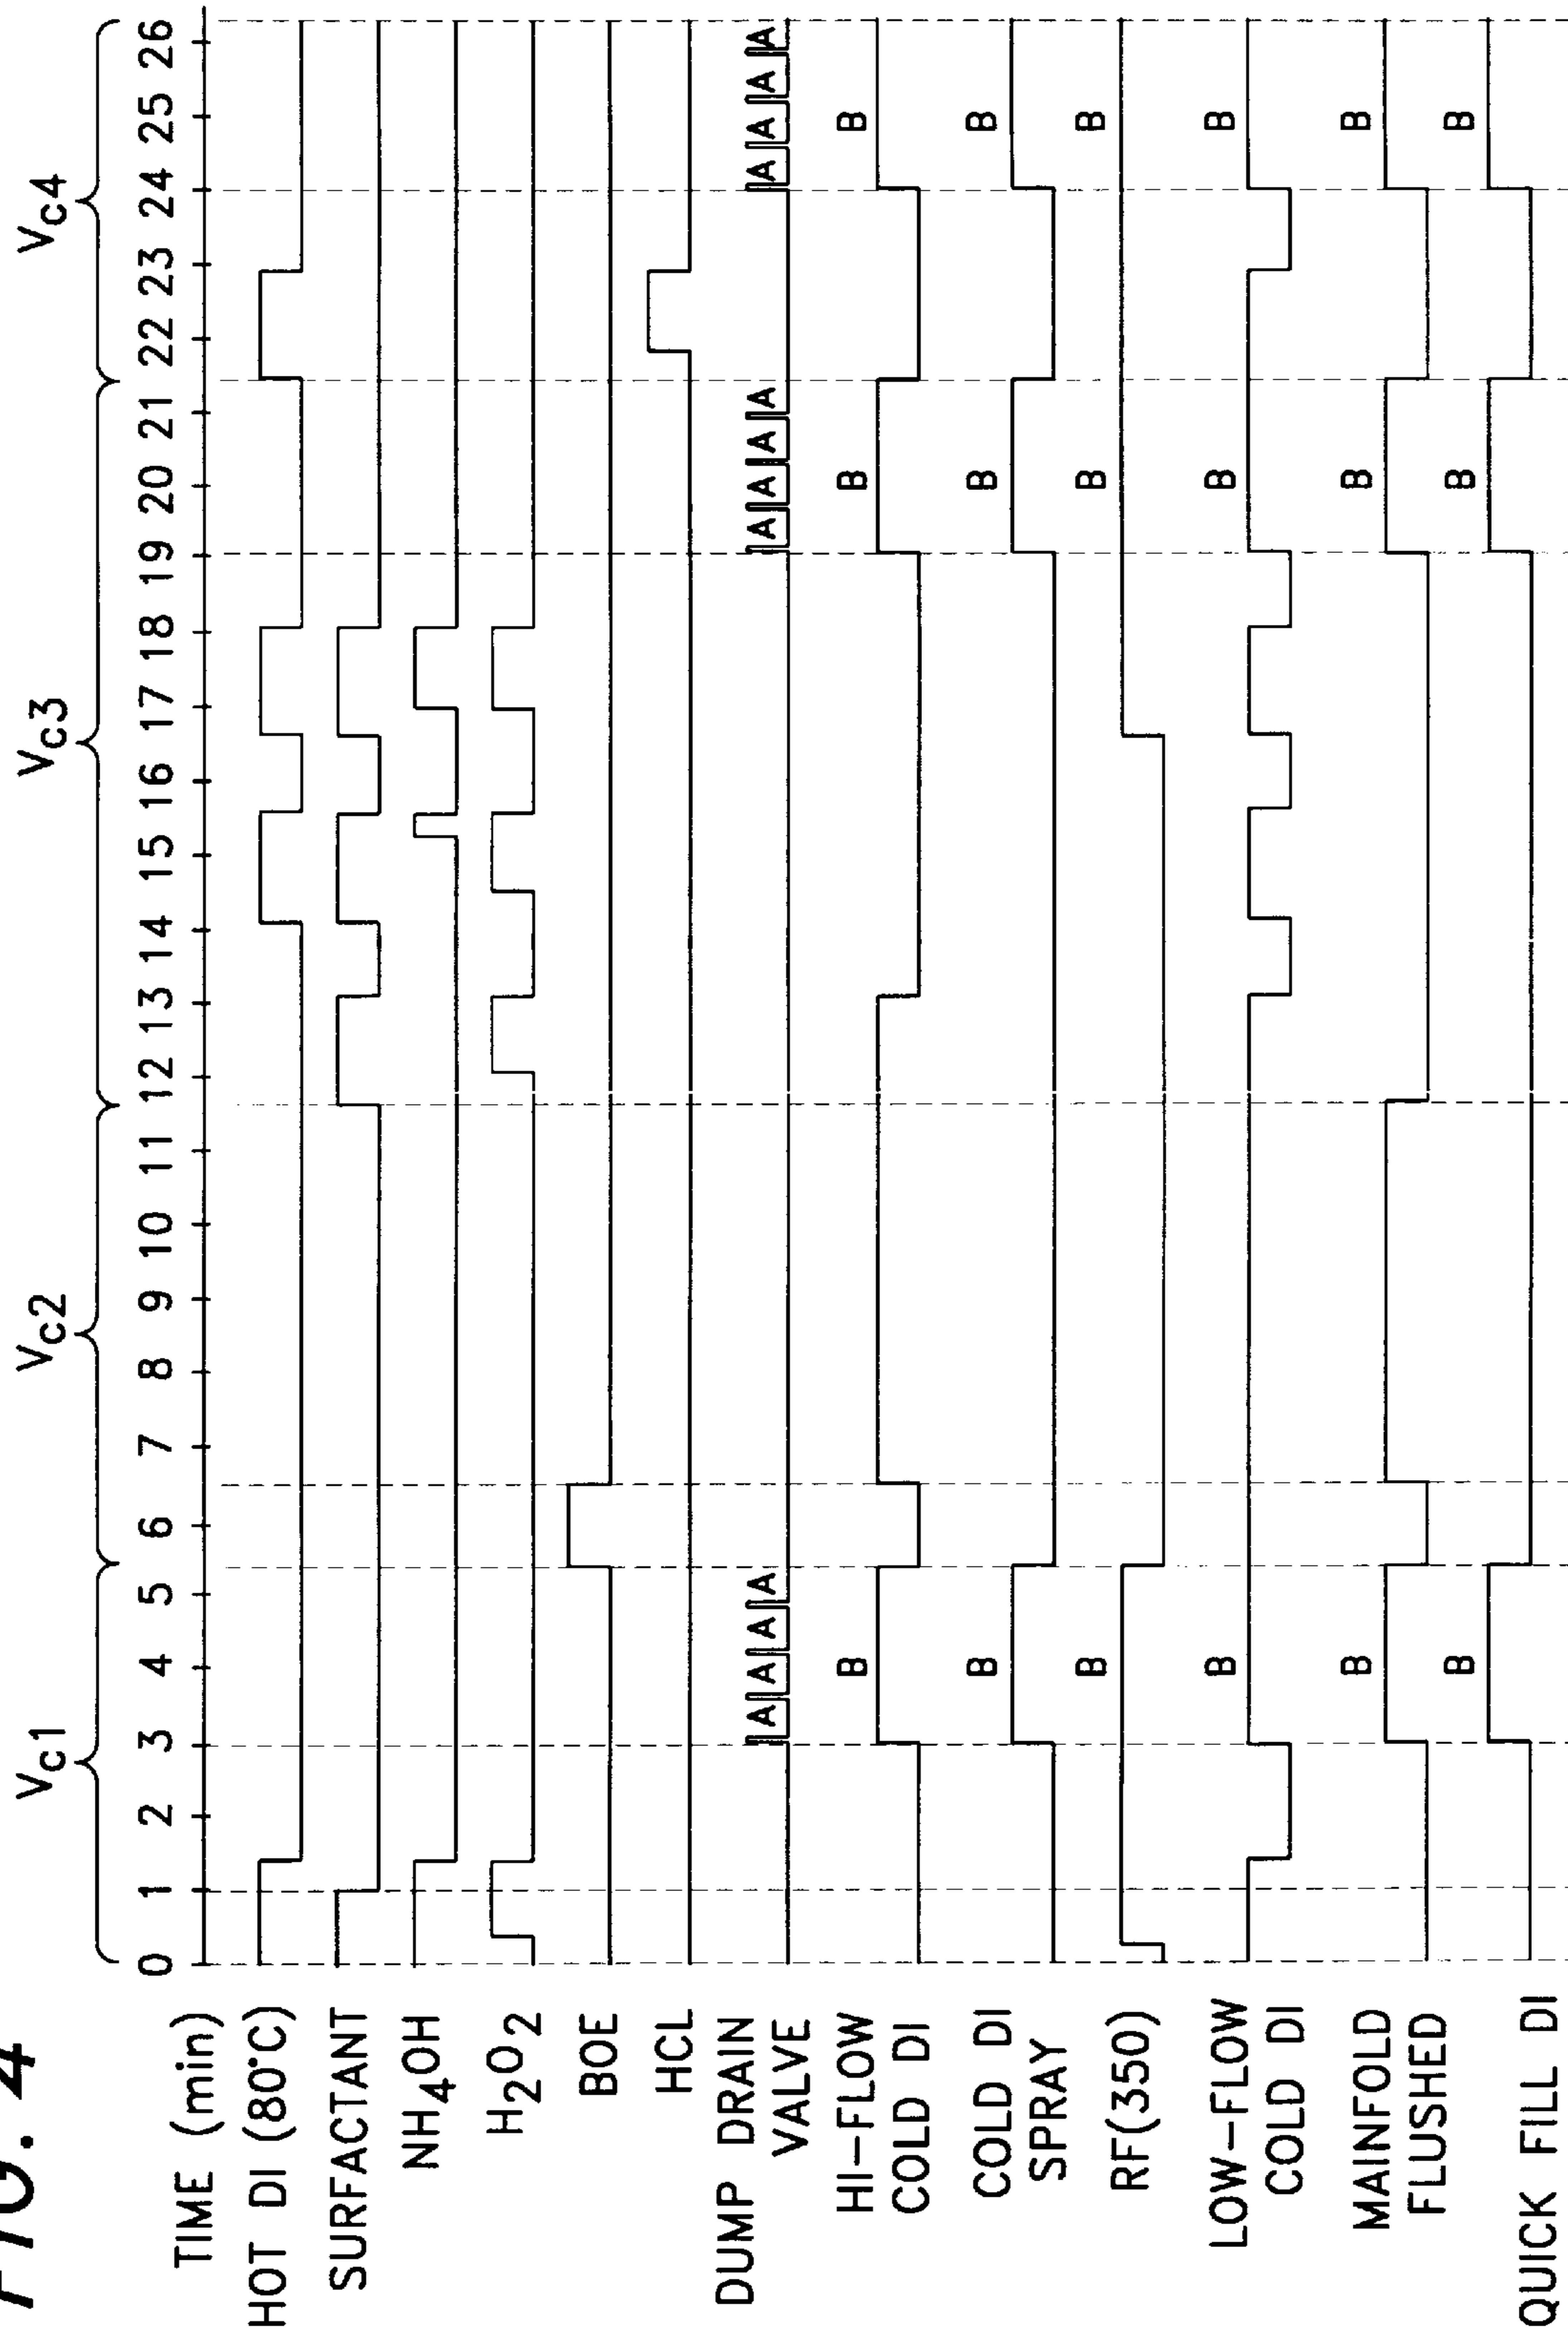 FIG. 4
Vc1 Vc2 Vc3 Vc4
TIME (min) 0 1 2 3 4 5 6 7 8 9 10 11 12 13 14 15 16 17 18 19 20 21 22 23 24 25 26
HOT DI (80°C)
SURFACTANT
NH4OH
H2O2
BOE
HCL
DUMP DRAIN
VALVE
A A A A A A A A A A A A
HI-FLOW
COLD DI
B B B
COLD DI
SPRAY
B B B
RF(350)
B B B
LOW-FLOW
COLD DI
B B B
MAINFOLD
FLUSHED
B B B
QUICK FILL DI
B B B